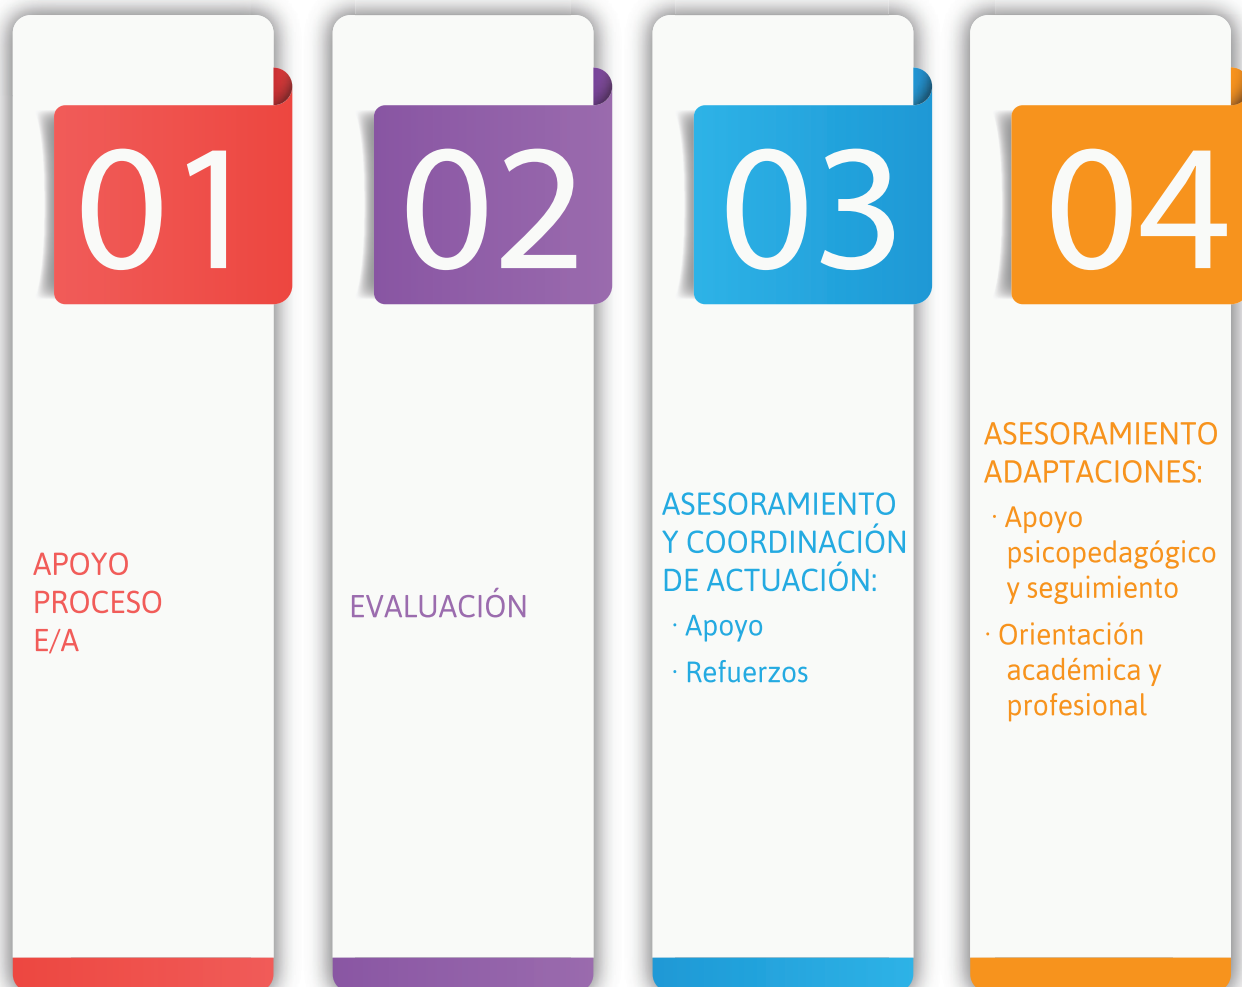 01
APOYO
PROCESO
E/A
02
EVALUACIÓN
03
ASESORAMIENTO
Y COORDINACIÓN
DE ACTUACIÓN:
· Apoyo
· Refuerzos
04
ASESORAMIENTO
ADAPTACIONES:
· Apoyo
psicopedagógico
y seguimiento
· Orientación
académica y
profesional